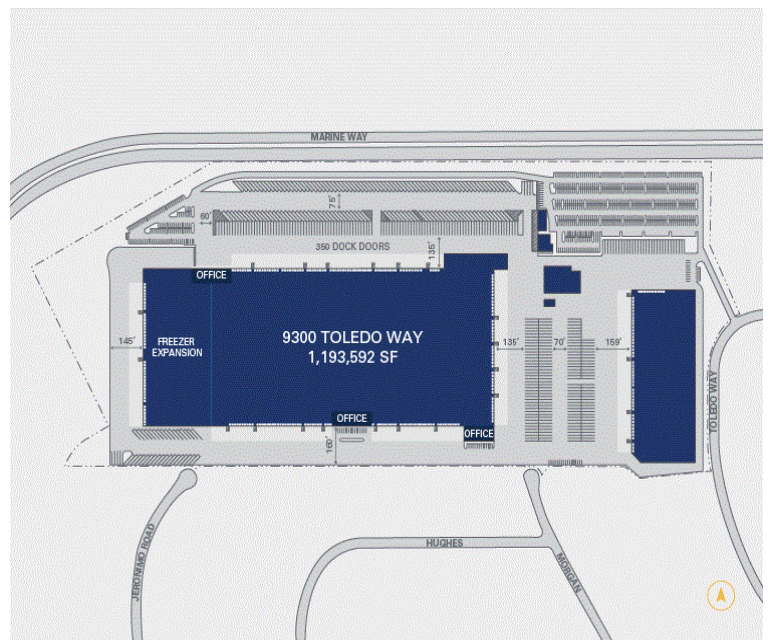 MARINE WAY
75'
60'
350 DOCK DOORS
135'
OFFICE
145'
FREEZER
EXPANSION
9300 TOLEDO WAY
1,193,592 SF
135'
70'
159'
TOLEDO WAY
OFFICE
OFFICE
160'
JERONIMO ROAD
HUGHES
MORGAN